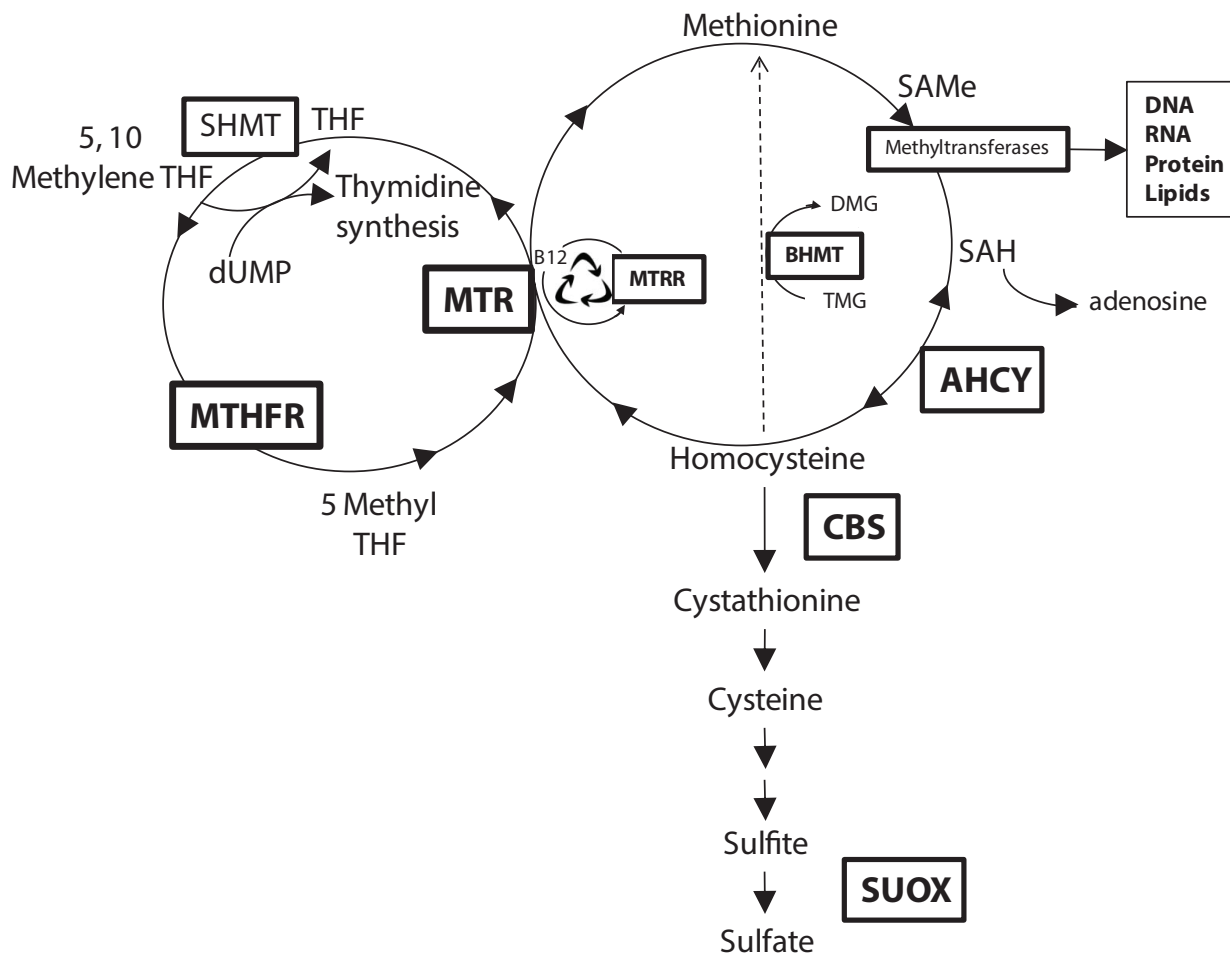 Methionine
SAMe
Methyltransferases
DNA
RNA
Protein
Lipids
SHMT
THF
5, 10
Methylene THF
Thymidine
synthesis
dUMP
MTR
B12
MTRR
DMG
BHMT
TMG
SAH
adenosine
MTHFR
AHCY
5 Methyl
THF
Homocysteine
CBS
Cystathionine
Cysteine
Sulfite
SUOX
Sulfate